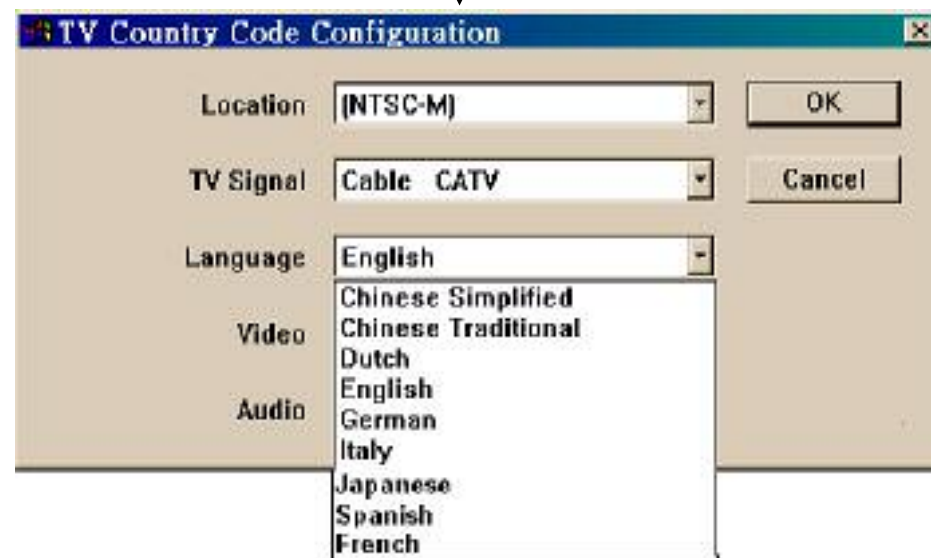 TV Country Code Configuration
Location (NTSC-M) OK
TV Signal Cable CATV Cancel
Language English
Chinese Simplified
Video Chinese Traditional
Dutch
English
Audio German
Italy
Japanese
Spanish
French